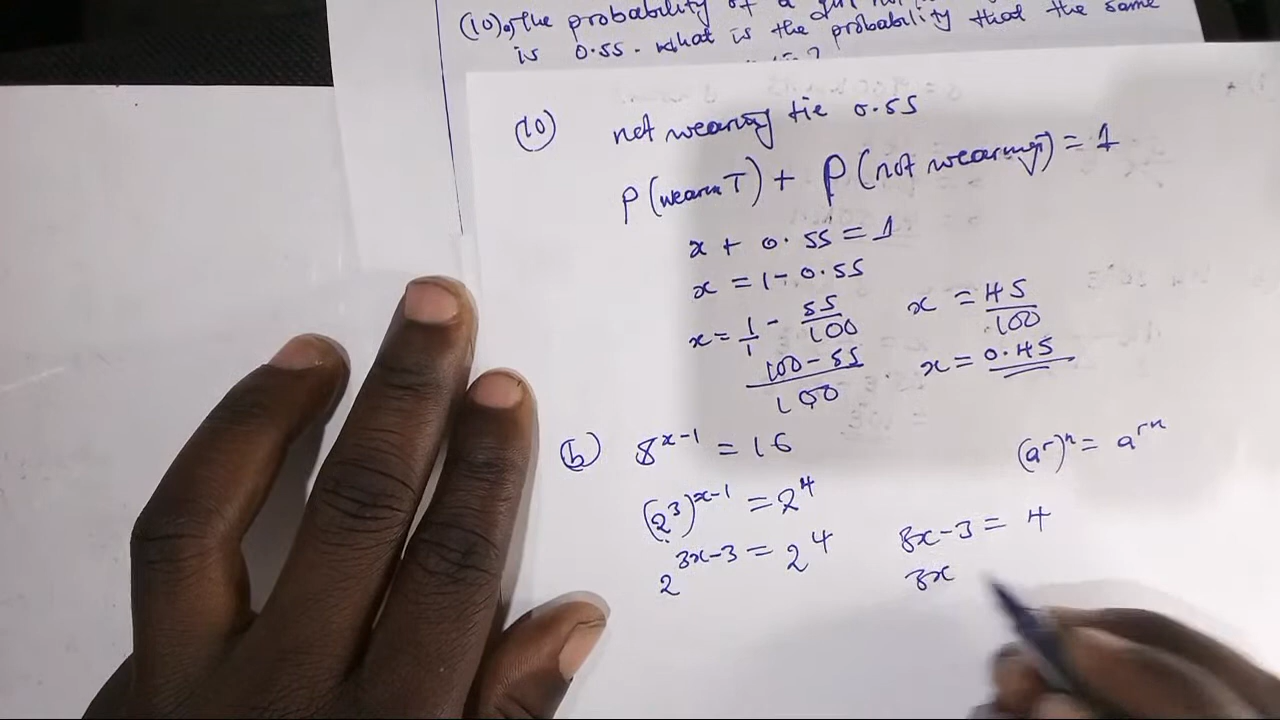 (10)a) The probability of a girl
is 0.55. What is the probability that the same
(10) not wearing tie 0.55
P(wearin T) + P(not wearing) = 1
x + 0.55 = 1
x = 1 - 0.55
x = 1/1 - 55/100
100-55/100
x = 45/100
x = 0.45
(b) 8^{x-1} = 16
(2^3)^{x-1} = 2^4
2^{3x-3} = 2^4
(a^r)^n = a^{rn}
3x-3 = 4
3x